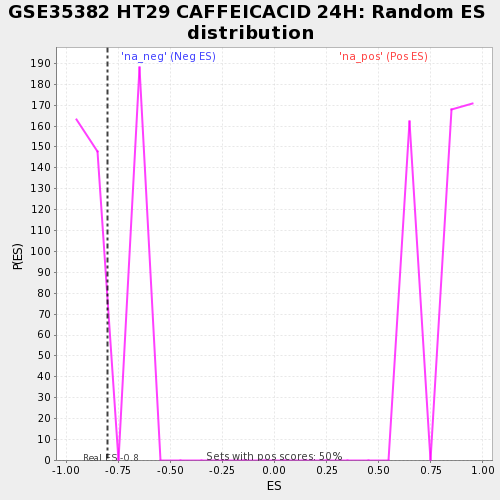 GSE35382 HT29 CAFFEICACID 24H: Random ES
distribution
'na_neg' (Neg ES) 'na_pos' (Pos ES)
190
180
170
160
150
140
130
120
110
100
90
80
70
60
50
40
30
20
10
0
P(ES)
Real ES -0.8
Sets with pos scores: 50%
-1.00 -0.75 -0.50 -0.25 0.00 0.25 0.50 0.75 1.00
ES